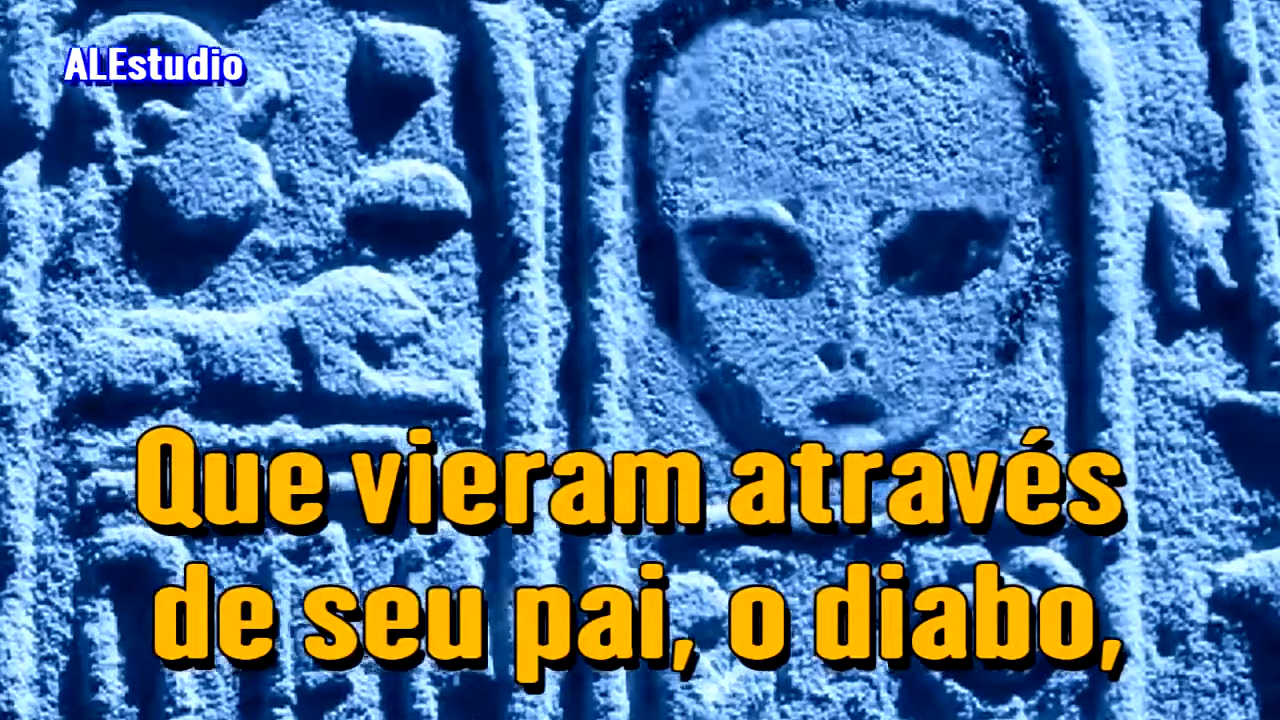 ALEstudio
Que vieram através
de seu pai, o diabo,